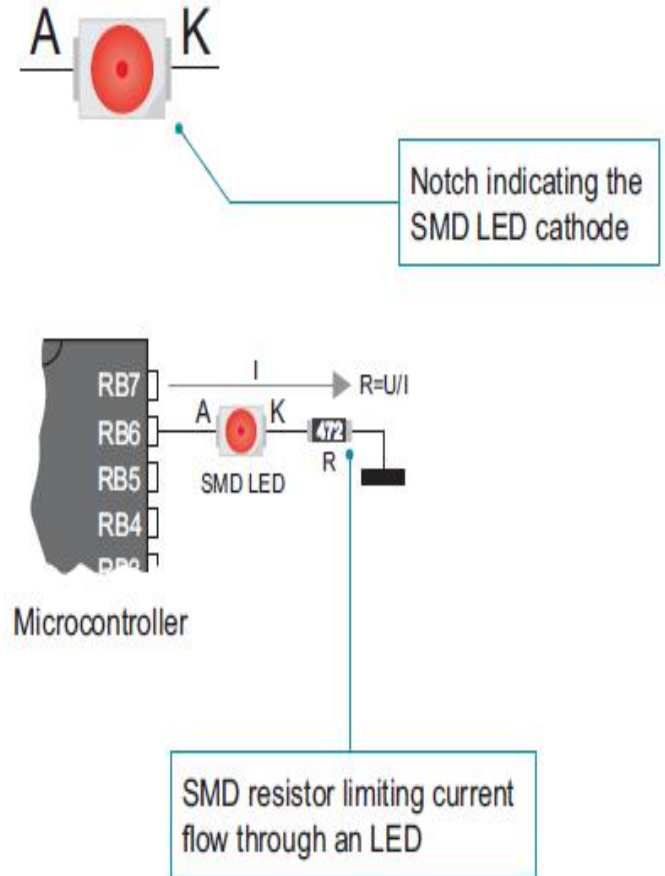 A K
Notch indicating the
SMD LED cathode
I
RB7 R=U/I
A K 472
RB6
R
SMD LED
RB5
RB4
Microcontroller
SMD resistor limiting current
flow through an LED